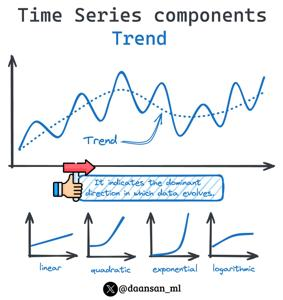 Time Series components
Trend
Trend
It indicates the dominant
direction in which data evolves.
linear
quadratic
exponential
logarithmic
@daansan_ml